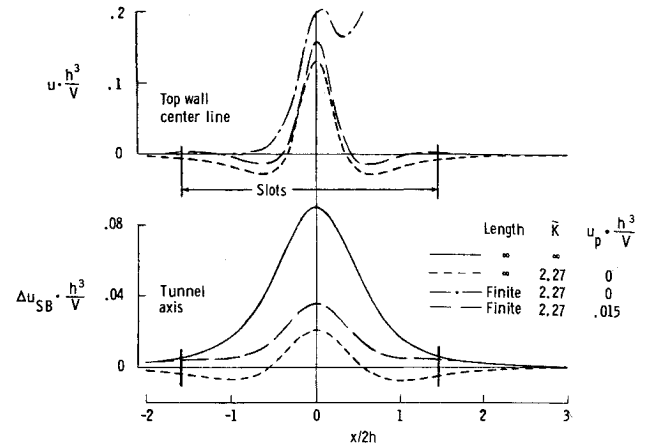 .2
.1
0
u · h³/V
Top wall
center line
Slots
.08
.04
0
Δu_SB · h³/V
Tunnel
axis
Length K̃ u_p · h³/V
∞ ∞
∞ 2.27 0
Finite 2.27 0
Finite 2.27 .015
-2 -1 0 1 2 3
x/2h